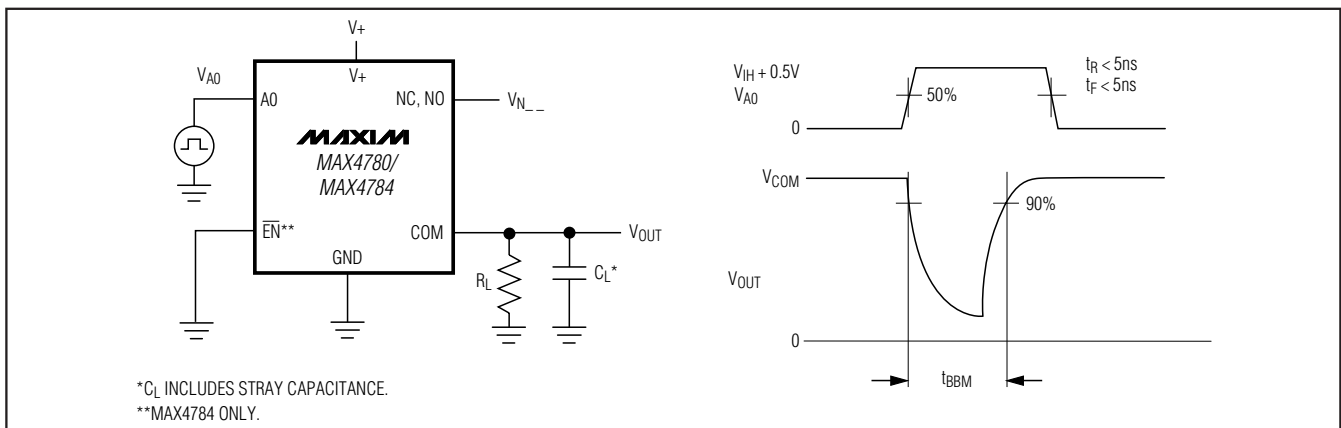 V+
V+
VA0
A0
NC, NO
VN_ _
MAXIM
MAX4780/
MAX4784
EN**
COM
VOUT
GND
RL
CL*
*CL INCLUDES STRAY CAPACITANCE.
**MAX4784 ONLY.
VIH + 0.5V
VA0
0
50%
tR < 5ns
tF < 5ns
VCOM
90%
VOUT
0
tBBM